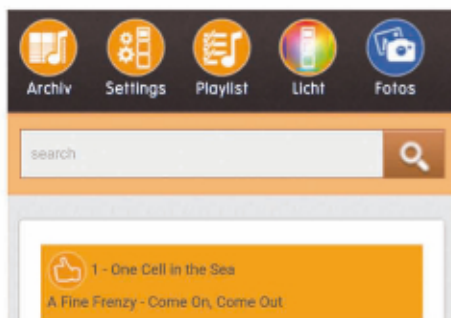 Archiv Settings Playlist Licht Fotos
search
1 - One Cell in the Sea
A Fine Frenzy - Come On, Come Out